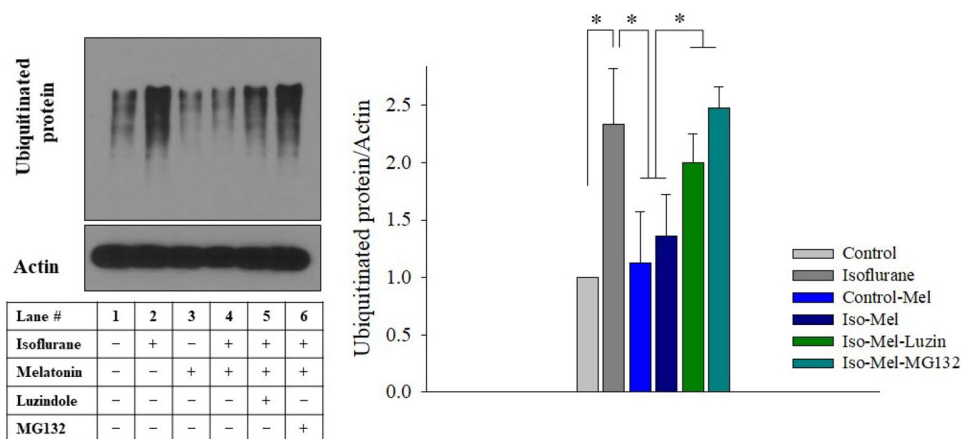 Ubiquitinated
protein
Actin
Lane # 1 2 3 4 5 6
Isoflurane − + − + + +
Melatonin − − + + + +
Luzindole − − − − + −
MG132 − − − − − +
* * *
Ubiquitinated protein/Actin
2.5
2.0
1.5
1.0
0.5
0.0
Control
Isoflurane
Control-Mel
Iso-Mel
Iso-Mel-Luzin
Iso-Mel-MG132